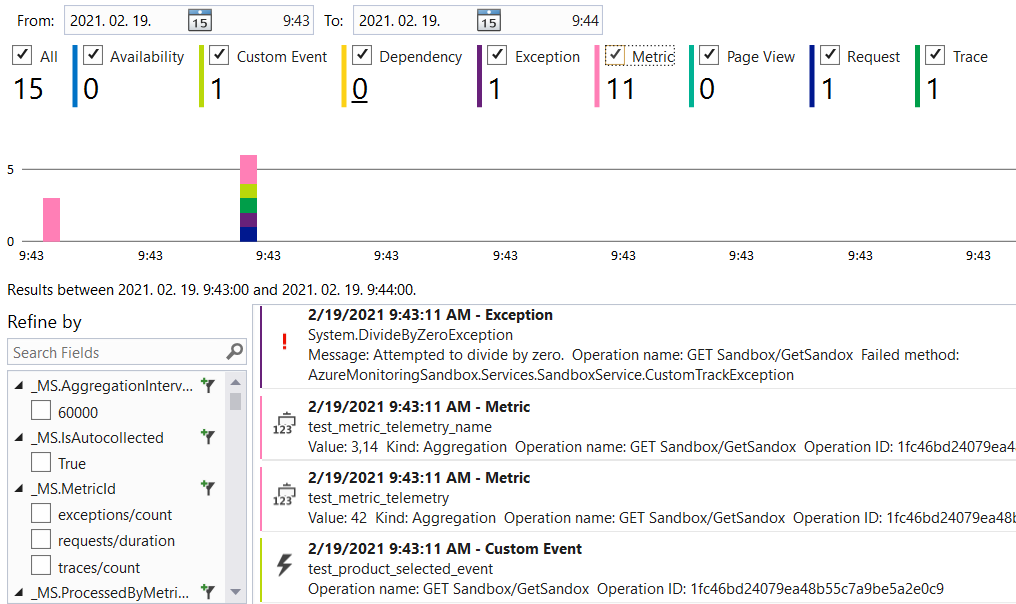 From: 2021. 02. 19. 15 9:43 To: 2021. 02. 19. 15 9:44
All Availability Custom Event Dependency Exception Metric Page View Request Trace
15 0 1 0 1 11 0 1 1
5
0
9:43 9:43 9:43 9:43 9:43 9:43 9:43 9:43 9:43
Results between 2021. 02. 19. 9:43:00 and 2021. 02. 19. 9:44:00.
Refine by
Search Fields
_MS.AggregationInterv...
60000
_MS.IsAutocollected
True
_MS.MetricId
exceptions/count
requests/duration
traces/count
_MS.ProcessedByMetri...
2/19/2021 9:43:11 AM - Exception
System.DivideByZeroException
Message: Attempted to divide by zero. Operation name: GET Sandbox/GetSandox Failed method:
AzureMonitoringSandbox.Services.SandboxService.CustomTrackException
2/19/2021 9:43:11 AM - Metric
123
test_metric_telemetry_name
Value: 3,14 Kind: Aggregation Operation name: GET Sandbox/GetSandox Operation ID: 1fc46bd24079ea4
2/19/2021 9:43:11 AM - Metric
123
test_metric_telemetry
Value: 42 Kind: Aggregation Operation name: GET Sandbox/GetSandox Operation ID: 1fc46bd24079ea48b
2/19/2021 9:43:11 AM - Custom Event
test_product_selected_event
Operation name: GET Sandbox/GetSandox Operation ID: 1fc46bd24079ea48b55c7a9be5a2e0c9